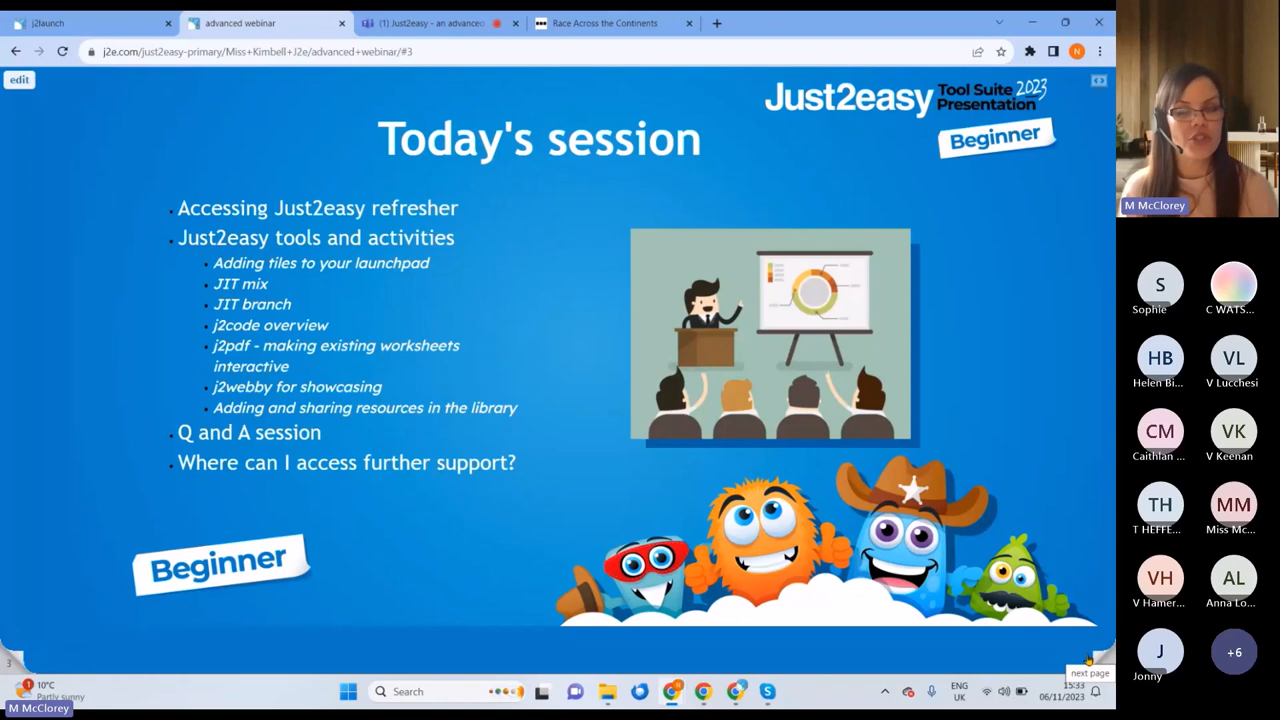 j2launch
advanced webinar
(1) Just2easy - an advanced
Race Across the Continents
j2e.com/just2easy-primary/Miss+Kimbell+J2e/advanced+webinar/#3
edit
Just2easy Tool Suite 2023 Presentation
Beginner
Today's session
Accessing Just2easy refresher
Just2easy tools and activities
Adding tiles to your launchpad
JIT mix
JIT branch
j2code overview
j2pdf - making existing worksheets
interactive
j2webby for showcasing
Adding and sharing resources in the library
Q and A session
Where can I access further support?
Beginner
3
next page
1
10°C
Partly sunny
Search
ENG
UK
15:33
06/11/2023
M McClorey
M McClorey
S
Sophie
C WATS...
HB
Helen Bi...
VL
V Lucchesi
CM
Caithlan ...
VK
V Keenan
TH
T HEFFE...
MM
Miss Mc...
VH
V Hamer...
AL
Anna Lo...
J
Jonny
+6
N